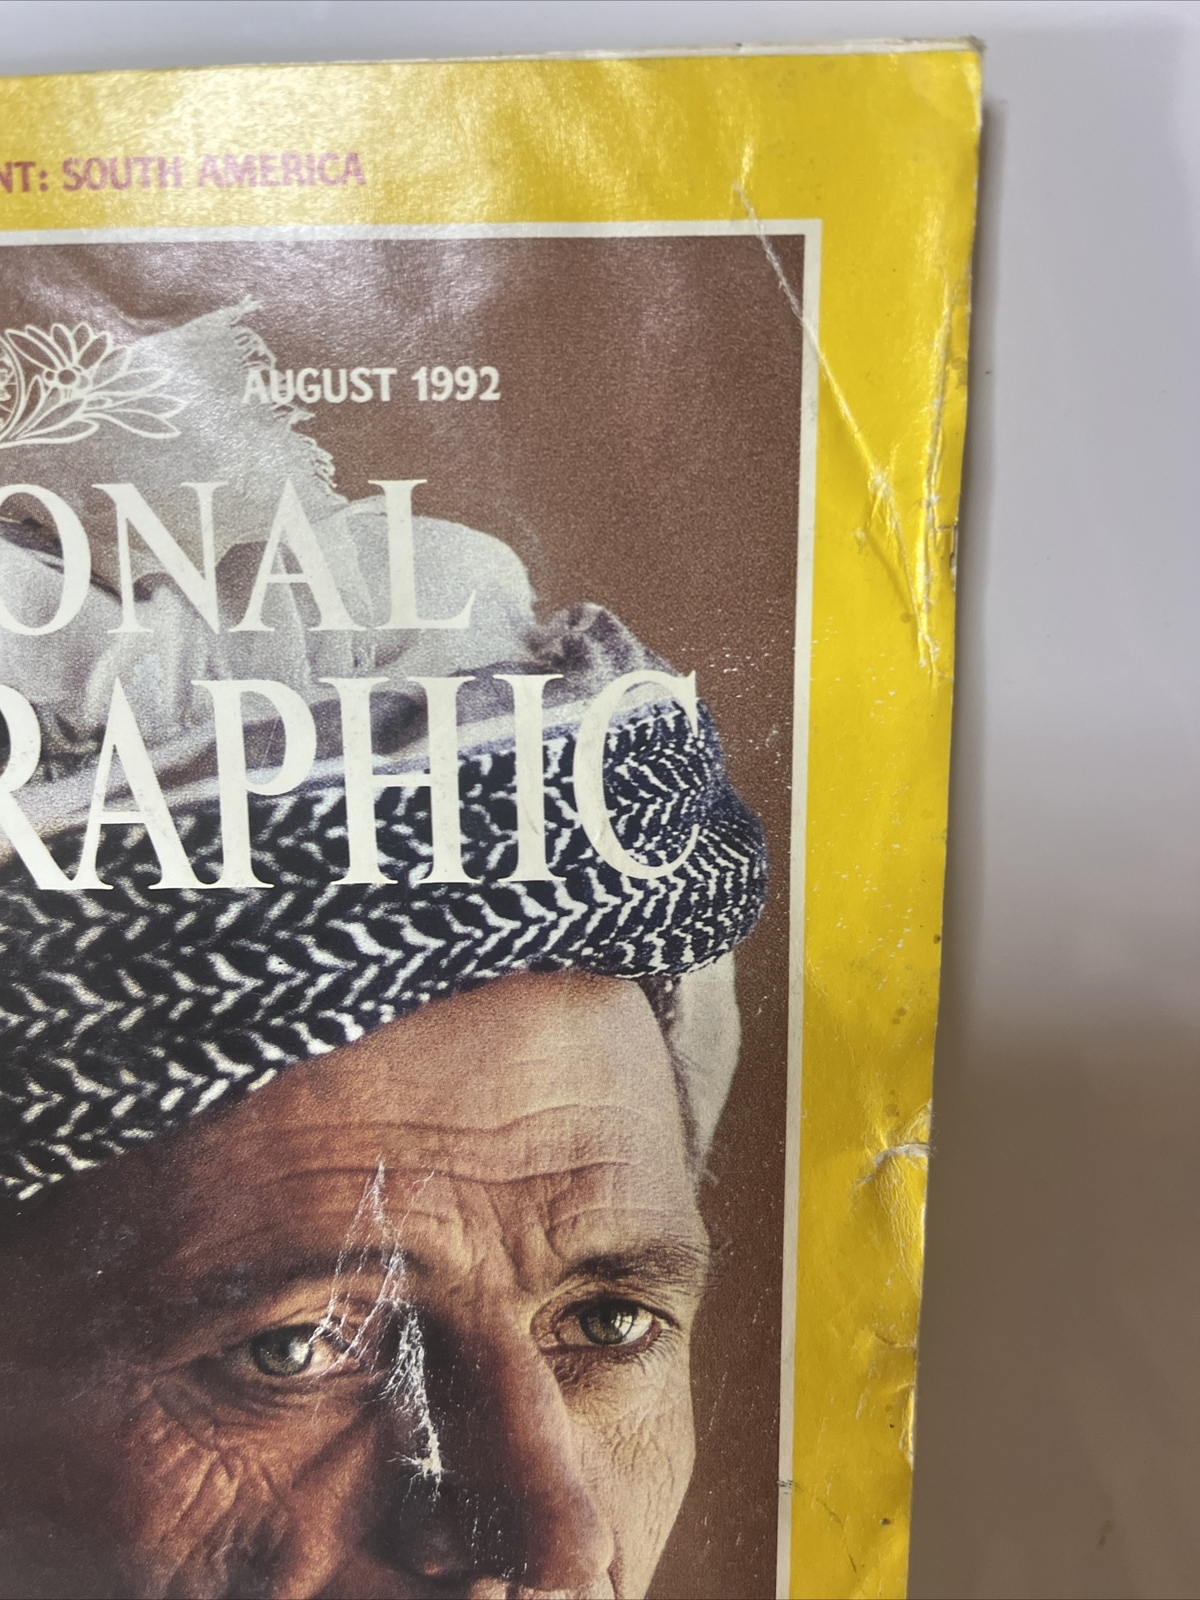 NT: SOUTH AMERICA
AUGUST 1992
ONAL
RAPHIC